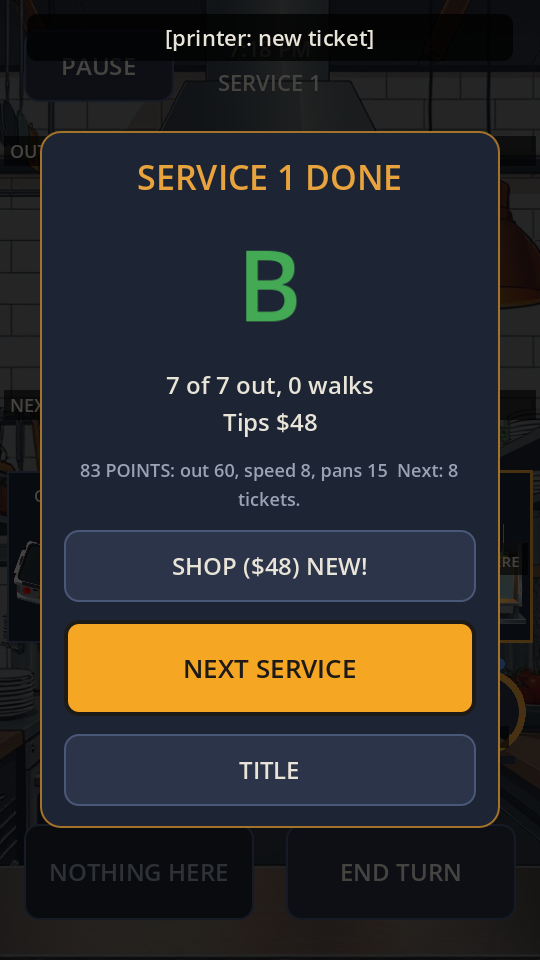 [printer: new ticket]
PAUSE
SERVICE 1
SERVICE 1 DONE
B
7 of 7 out, 0 walks
Tips $48
83 POINTS: out 60, speed 8, pans 15  Next: 8
tickets.
SHOP ($48) NEW!
NEXT SERVICE
TITLE
NOTHING HERE
END TURN